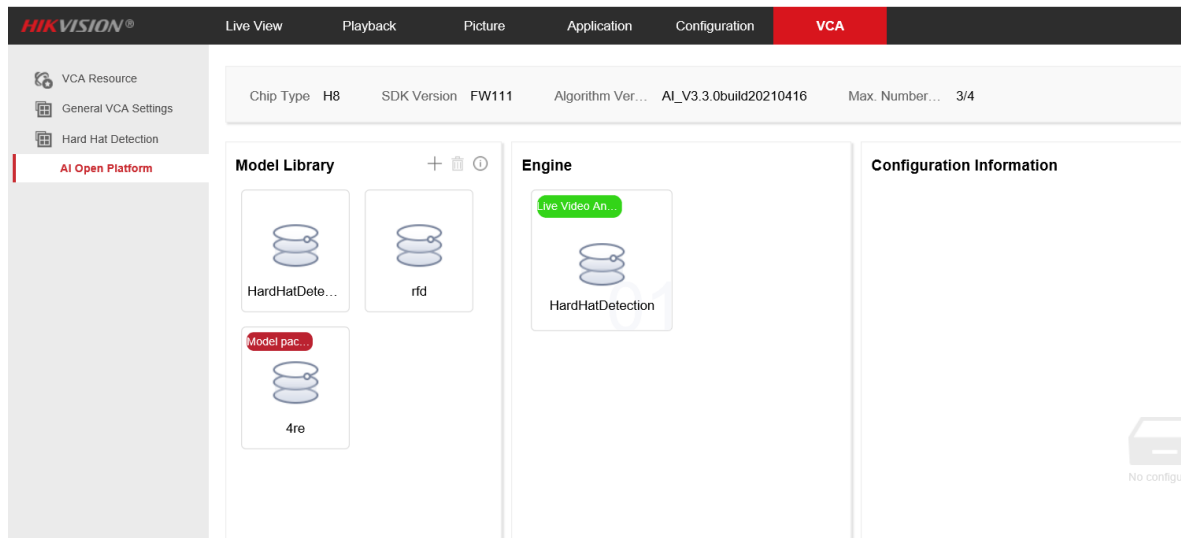 HIKVISION®
Live View
Playback
Picture
Application
Configuration
VCA
VCA Resource
General VCA Settings
Hard Hat Detection
AI Open Platform
Chip Type H8 SDK Version FW111 Algorithm Ver... AI_V3.3.0build20210416 Max. Number... 3/4
Model Library
HardHatDete...
rfd
Model pac...
4re
Engine
Live Video An...
01
HardHatDetection
Configuration Information
No configu